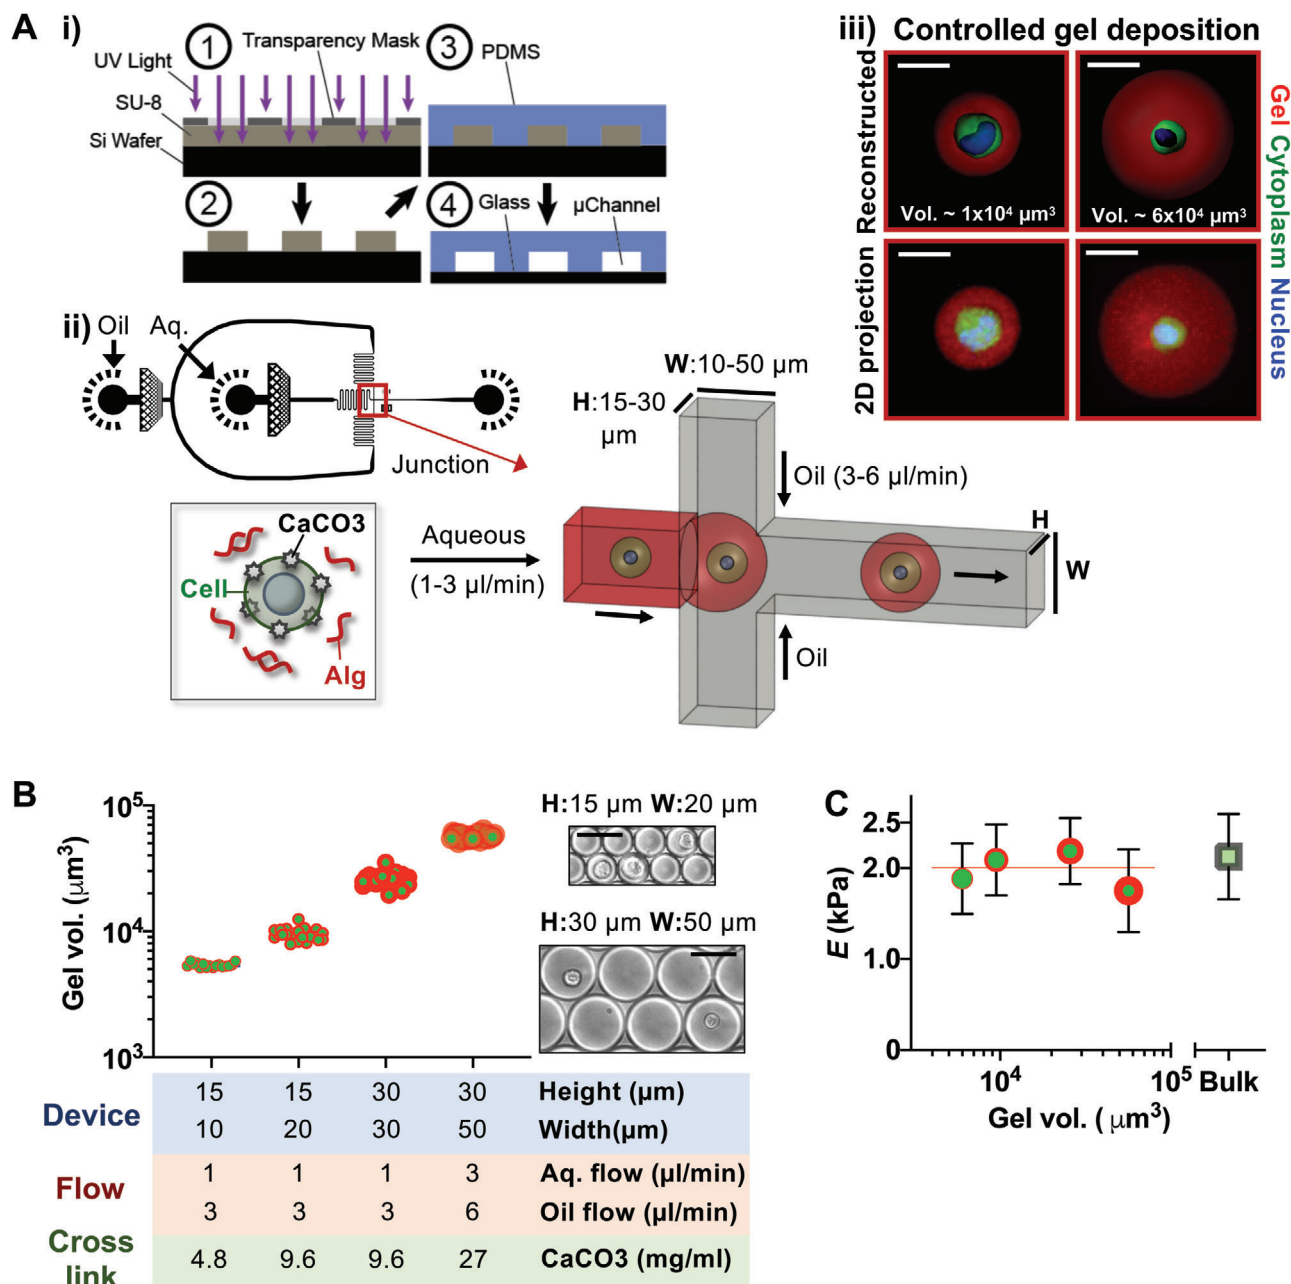 A i)
1
Transparency Mask
3
UV Light
PDMS
SU-8
Si Wafer
2
4
Glass
µChannel
iii) Controlled gel deposition
Reconstructed
Vol. ~ 1x10⁴ µm³
Vol. ~ 6x10⁴ µm³
2D projection
Gel Cytoplasm Nucleus
ii) Oil Aq.
Junction
W:10-50 µm
H:15-30
µm
Oil (3-6 µl/min)
H
W
CaCO3
Cell
Alg
Aqueous
(1-3 µl/min)
Oil
B
Gel vol. (µm³)
10⁵
10⁴
10³
H:15 µm W:20 µm
H:30 µm W:50 µm
Device
15 15 30 30 Height (µm)
10 20 30 50 Width(µm)
Flow
1 1 1 3 Aq. flow (µl/min)
3 3 3 6 Oil flow (µl/min)
Cross
link
4.8 9.6 9.6 27 CaCO3 (mg/ml)
C
E (kPa)
2.5
2.0
1.0
0
10⁴ 10⁵ Bulk
Gel vol. ( µm³)